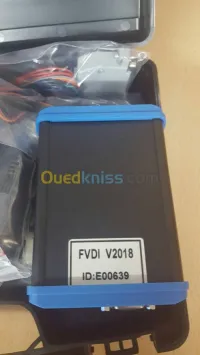 Ouedkniss.com
FVDI V2018
ID:E00639